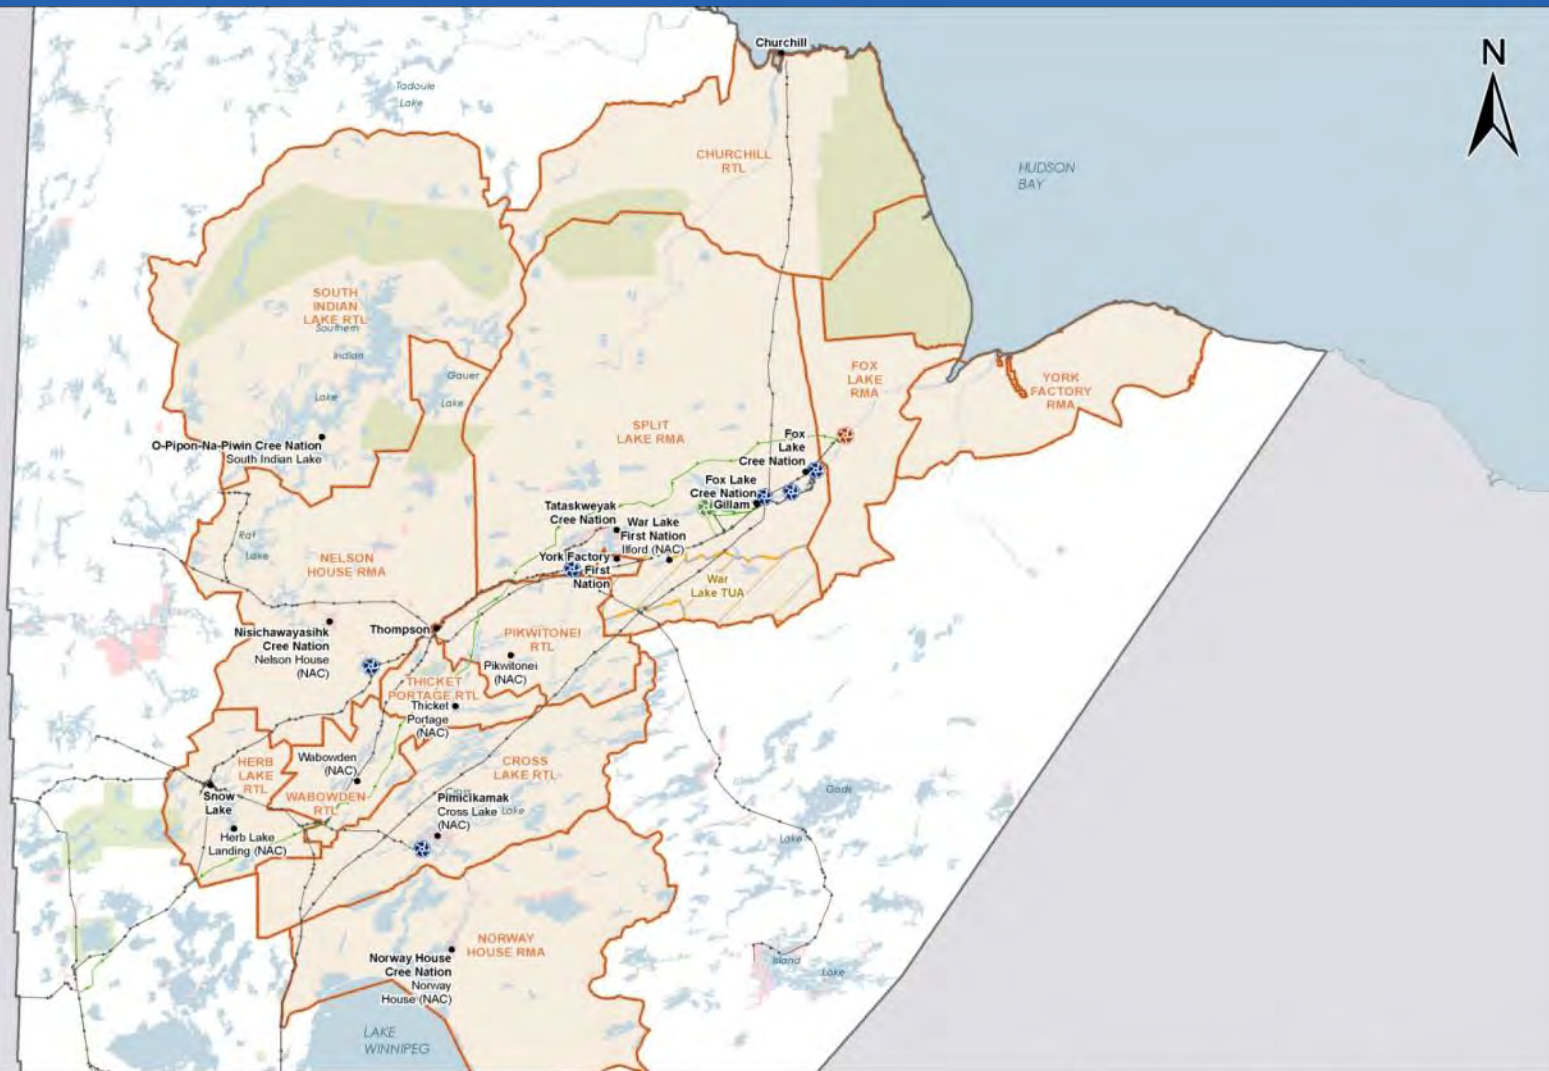 Churchill
N
Tadoule
Lake
CHURCHILL
RTL
HUDSON
BAY
SOUTH
INDIAN
LAKE RTL
Southern
Indian
Lake
Gauer
Lake
FOX
LAKE
RMA
YORK
FACTORY
RMA
SPLIT
LAKE RMA
O-Pipon-Na-Piwin Cree Nation
South Indian Lake
Fox
Lake
Cree Nation
Fox Lake
Cree Nation
Gillam
Tataskweyak
Cree Nation
War Lake
First Nation
Ilford (NAC)
York Factory
First
Nation
Rat
Lake
NELSON
HOUSE RMA
War
Lake TUA
Nisichawayasihk
Cree Nation
Nelson House
(NAC)
Thompson
PIKWITONEI
RTL
Pikwitonei
(NAC)
THICKET
PORTAGE RTL
Thicket
Portage
(NAC)
HERB
LAKE
RTL
Wabowden
(NAC)
WABOWDEN
RTL
CROSS
LAKE RTL
Cross
Lake
Pimicikamak
Cross Lake
(NAC)
Snow
Lake
Herb Lake
Landing (NAC)
Gods
Lake
NORWAY
HOUSE RMA
Norway House
Cree Nation
Norway
House (NAC)
Island
Lake
LAKE
WINNIPEG